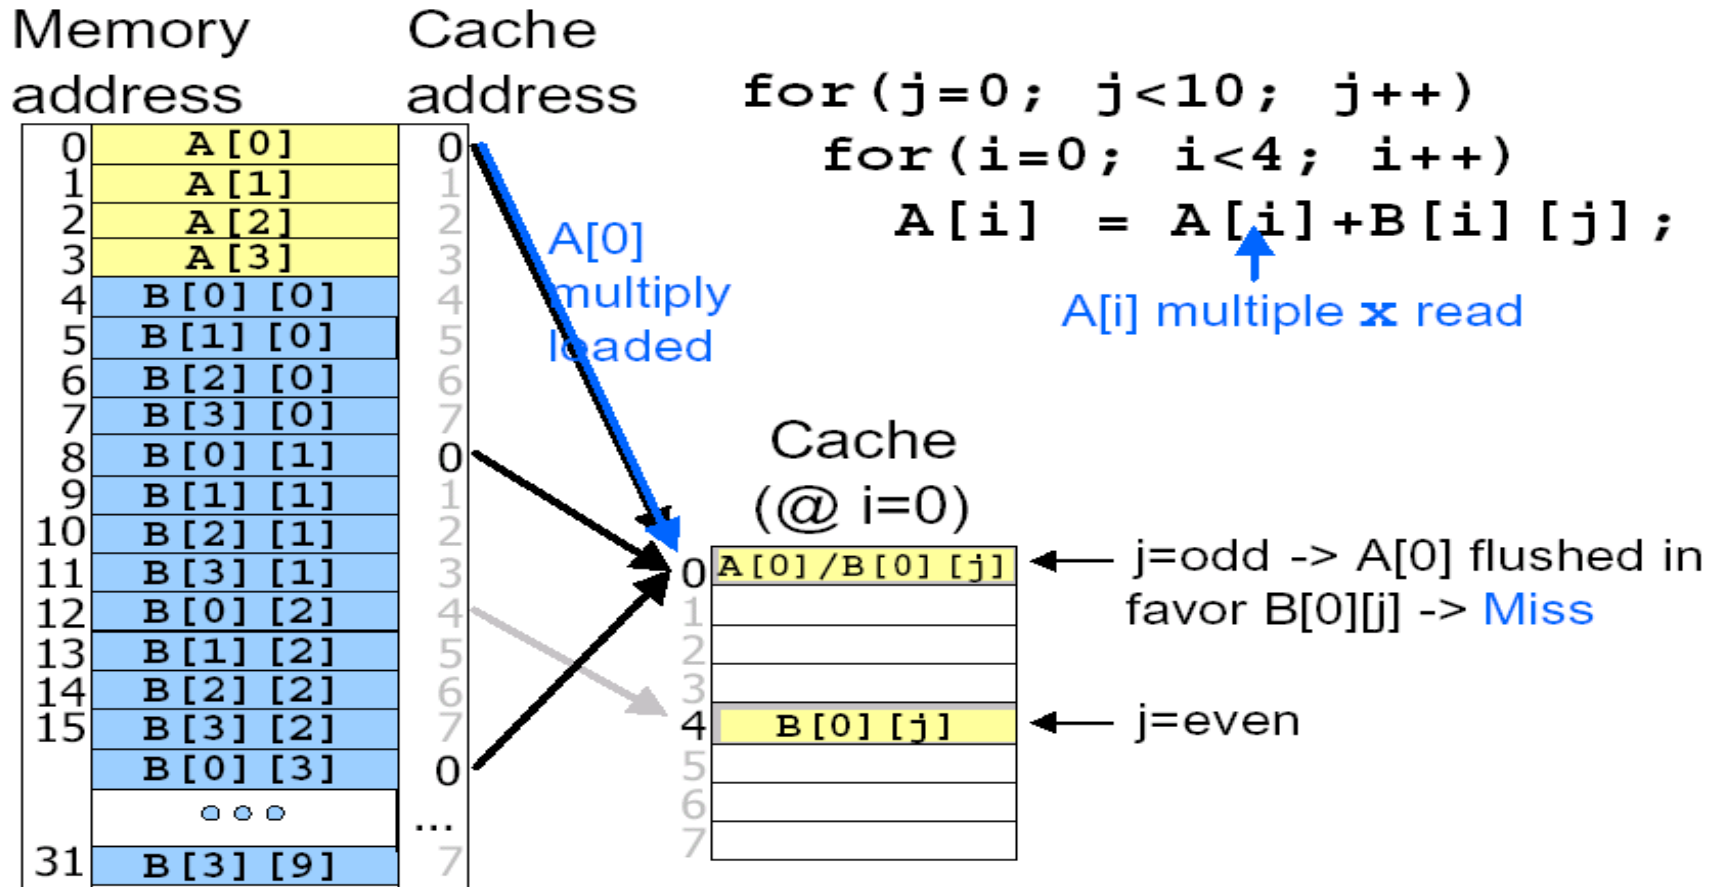 Memory address
Cache address
for(j=0; j<10; j++)
for(i=0; i<4; i++)
A[i] = A[i]+B[i][j];
A[i] multiple x read
A[0] multiply loaded
0 A[0] 0
1 A[1] 1
2 A[2] 2
3 A[3] 3
4 B[0][0] 4
5 B[1][0] 5
6 B[2][0] 6
7 B[3][0] 7
8 B[0][1] 0
9 B[1][1] 1
10 B[2][1] 2
11 B[3][1] 3
12 B[0][2] 4
13 B[1][2] 5
14 B[2][2] 6
15 B[3][2] 7
B[0][3] 0
...
31 B[3][9] 7
Cache
(@ i=0)
0 A[0]/B[0][j]
1
2
3
4 B[0][j]
5
6
7
j=odd -> A[0] flushed in
favor B[0][j] -> Miss
j=even